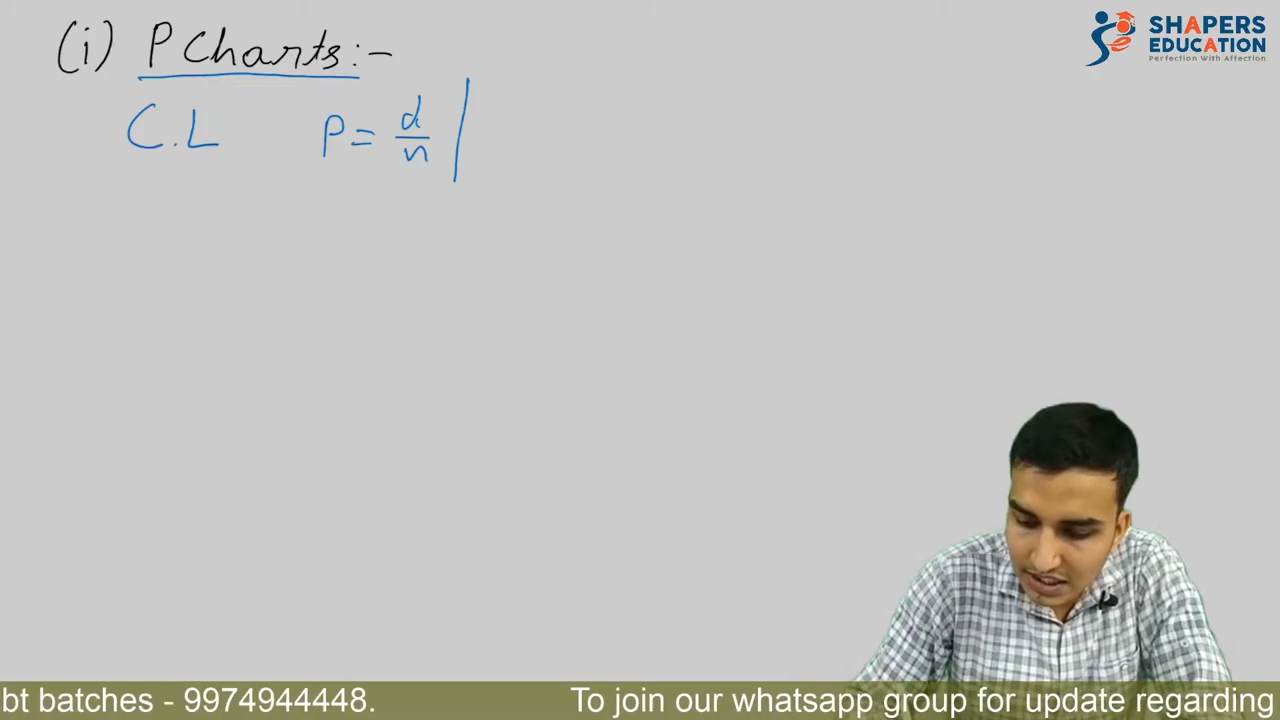 (i) P Charts :-
C.L P = d/n |
SHAPERS
EDUCATION
Perfection With Affection
bt batches - 9974944448. To join our whatsapp group for update regarding